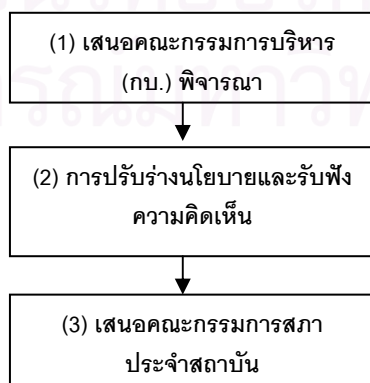 (1) เสนอคณะกรรมการบริหาร
(กบ.) พิจารณา
(2) การปรับร่างนโยบายและรับฟัง
ความคิดเห็น
(3) เสนอคณะกรรมการสภา
ประจำสถาบัน